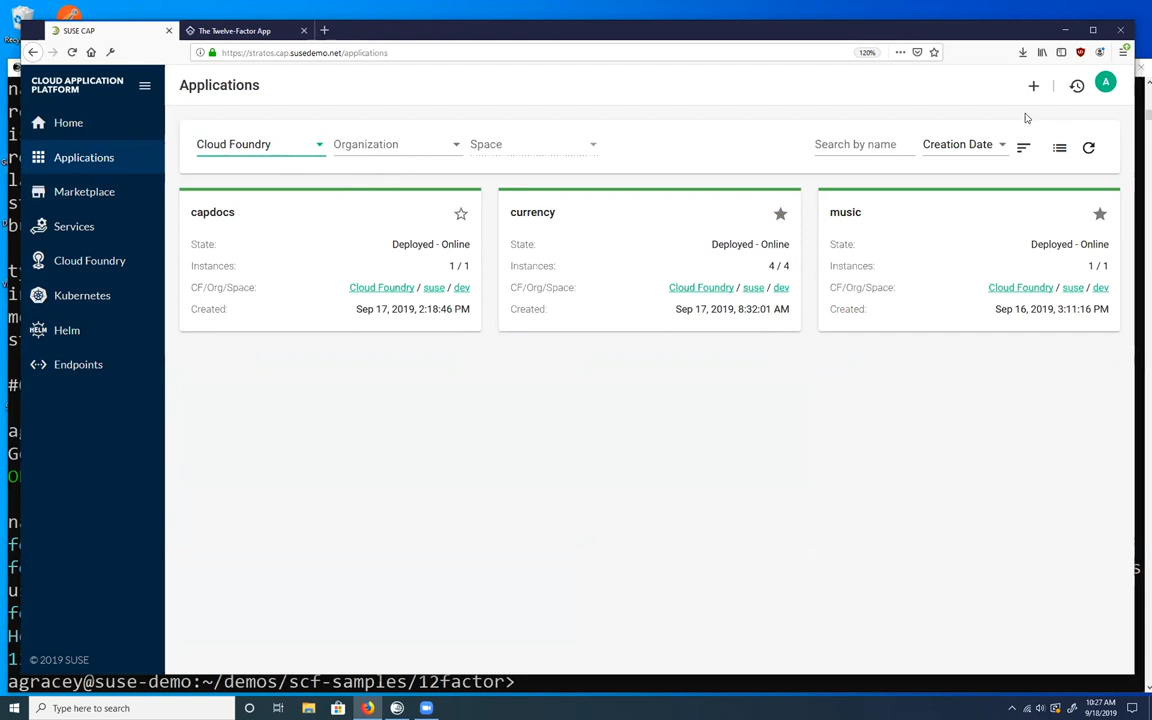 SUSE CAP
The Twelve-Factor App
https://stratos.cap.susedemo.net/applications
120%
CLOUD APPLICATION
PLATFORM
Applications
A
Home
Applications
Marketplace
Services
Cloud Foundry
Kubernetes
HELM
Helm
Endpoints
Cloud Foundry
Organization
Space
Search by name
Creation Date
capdocs
State:
Deployed - Online
Instances:
1 / 1
CF/Org/Space:
Cloud Foundry / suse / dev
Created:
Sep 17, 2019, 2:18:46 PM
currency
State:
Deployed - Online
Instances:
4 / 4
CF/Org/Space:
Cloud Foundry / suse / dev
Created:
Sep 17, 2019, 8:32:01 AM
music
State:
Deployed - Online
Instances:
1 / 1
CF/Org/Space:
Cloud Foundry / suse / dev
Created:
Sep 16, 2019, 3:11:16 PM
© 2019 SUSE
agracey@suse-demo:~/demos/scf-samples/12factor>
Type here to search
10:27 AM
9/18/2019